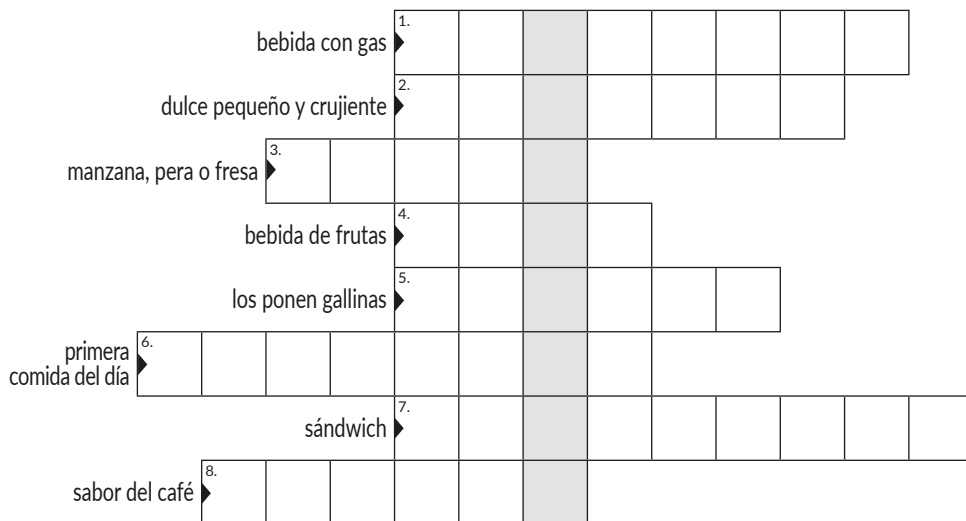 1.
bebida con gas
2.
dulce pequeño y crujiente
3.
manzana, pera o fresa
4.
bebida de frutas
5.
los ponen gallinas
6.
primera
comida del día
7.
sándwich
8.
sabor del café